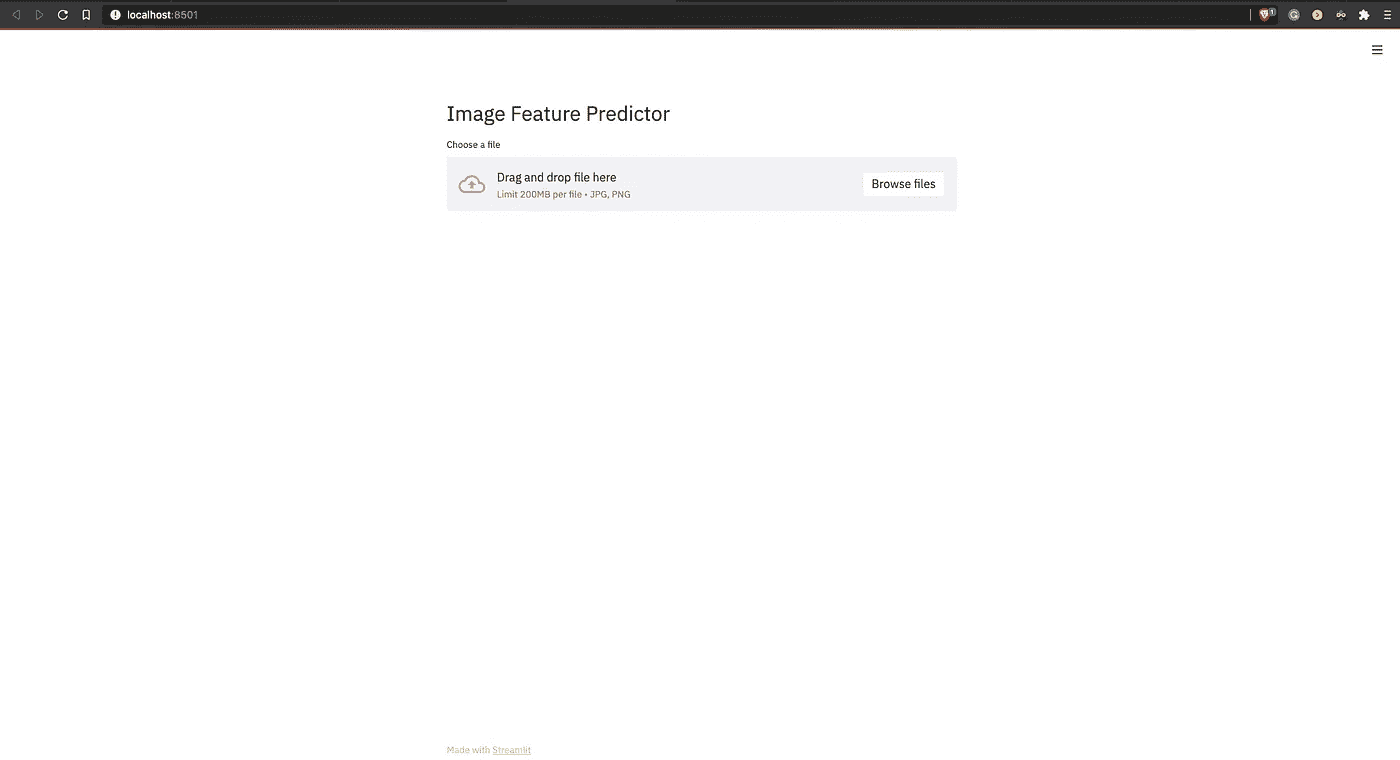 localhost:8501
1
Image Feature Predictor
Choose a file
Drag and drop file here
Limit 200MB per file • JPG, PNG
Browse files
Made with Streamlit